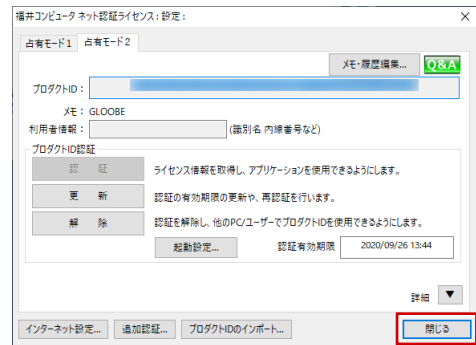 福井コンピュータ ネット認証ライセンス：設定：
占有モード1 占有モード2
メモ・履歴編集... Q&A
プロダクトID：
メモ： GLOOBE
利用者情報： (識別名 内線番号など)
プロダクトID認証
認 証 ライセンス情報を取得し、アプリケーションを使用できるようにします。
更 新 認証の有効期限の更新や、再認証を行います。
解 除 認証を解除し、他のPC/ユーザーでプロダクトIDを使用できるようにします。
起動設定... 認証有効期限 2020/09/26 13:44
詳細 ▼
インターネット設定... 追加認証... プロダクトIDのインポート... 閉じる